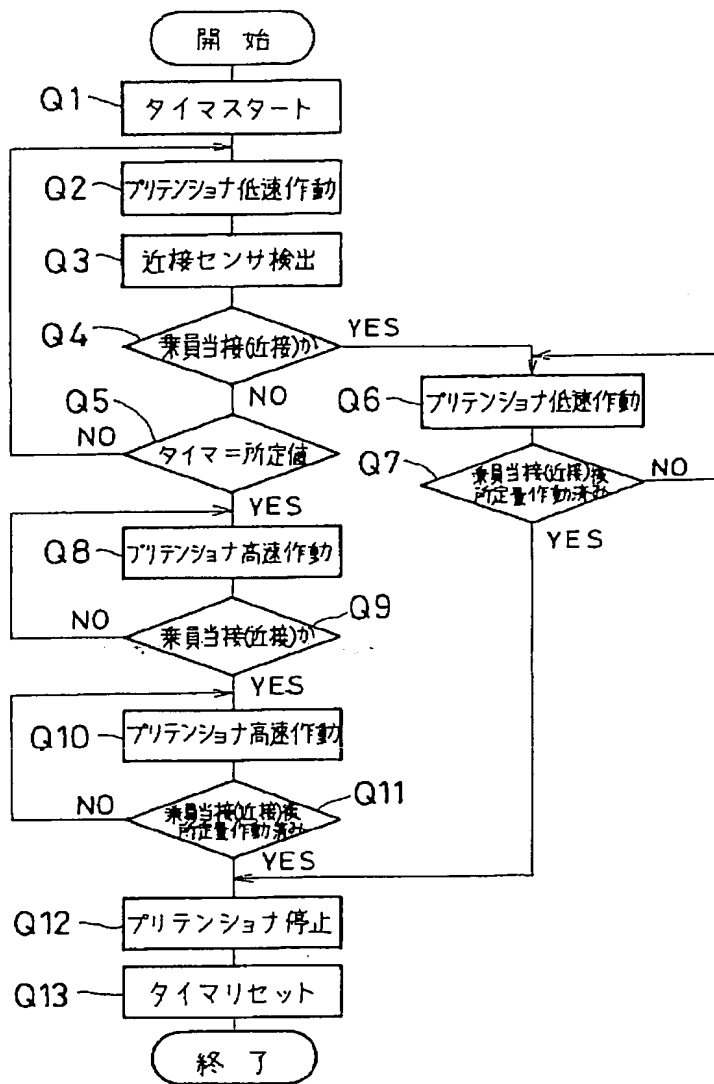 開始
Q1
タイマスタート
Q2
プリテンショナ低速作動
Q3
近接センサ検出
Q4
乗員当接(近接)か
YES
NO
Q5
タイマ=所定値
NO
YES
Q6
プリテンショナ低速作動
Q7
乗員当接(近接)後
所定量作動済み
NO
YES
Q8
プリテンショナ高速作動
Q9
乗員当接(近接)か
NO
YES
Q10
プリテンショナ高速作動
Q11
乗員当接(近接)後
所定量作動済み
NO
YES
Q12
プリテンショナ停止
Q13
タイマリセット
終了